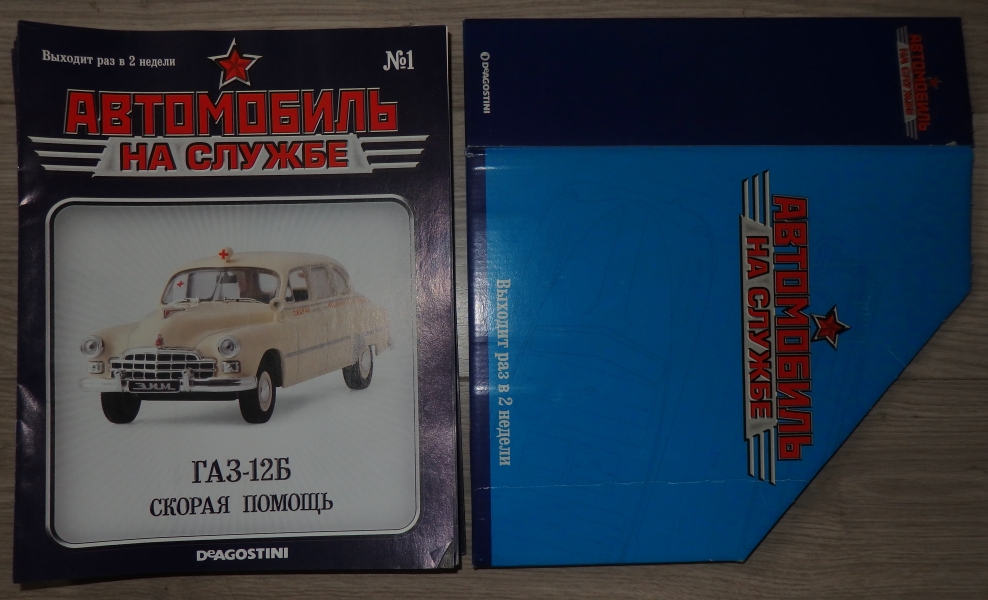 Выходит раз в 2 недели
№1
АВТОМОБИЛЬ
НА СЛУЖБЕ
З.И.М.
ГАЗ-12Б
СКОРАЯ ПОМОЩЬ
DeAGOSTINI
DeAGOSTINI
АВТОМОБИЛЬ
НА СЛУЖБЕ
АВТОМОБИЛЬ
НА СЛУЖБЕ
Выходит раз в 2 недели